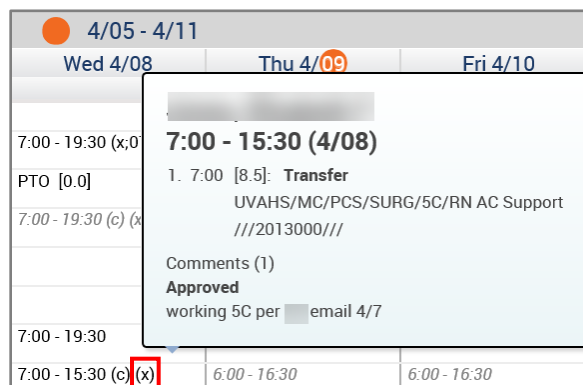 4/05 - 4/11
Wed 4/08
Thu 4/09
Fri 4/10
7:00 - 15:30 (4/08)
7:00 - 19:30 (x;0
1. 7:00 [8.5]: Transfer
PTO [0.0]
UVAHS/MC/PCS/SURG/5C/RN AC Support
7:00 - 19:30 (c) (x
///2013000///
Comments (1)
Approved
working 5C per email 4/7
7:00 - 19:30
7:00 - 15:30 (c) (x)
6:00 - 16:30
6:00 - 16:30